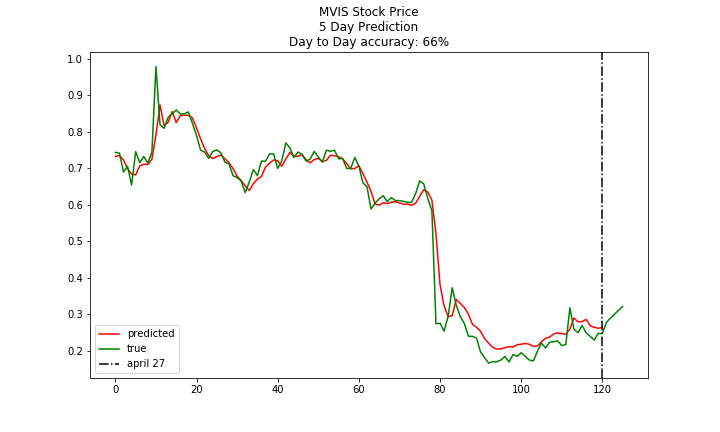 MVIS Stock Price
5 Day Prediction
Day to Day accuracy: 66%
1.0
0.9
0.8
0.7
0.6
0.5
0.4
0.3
0.2
predicted
true
april 27
0 20 40 60 80 100 120